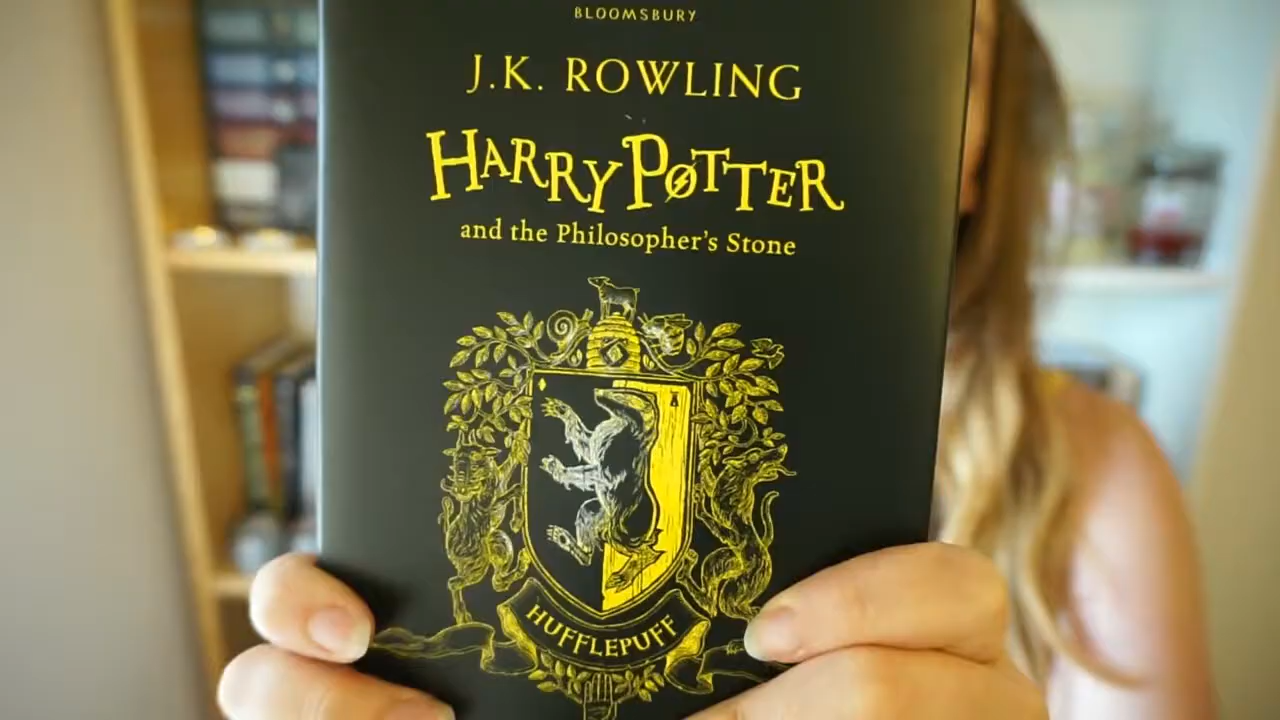 BLOOMSBURY
J.K. ROWLING
HARRY POTTER
and the Philosopher's Stone
HUFFLEPUFF